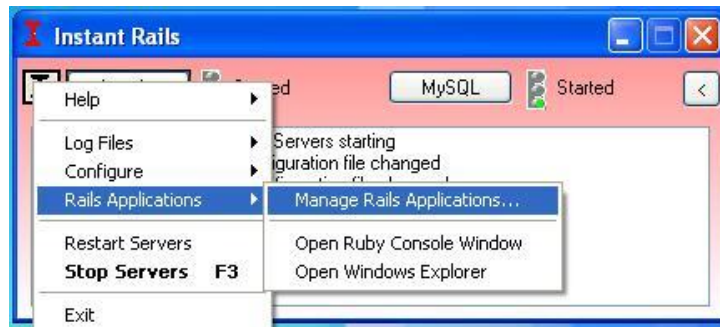 Instant Rails
MySQL Started <
Help
Log Files Servers starting
Configure iguration file changed
Rails Applications Manage Rails Applications...
Restart Servers Open Ruby Console Window
Stop Servers F3 Open Windows Explorer
Exit